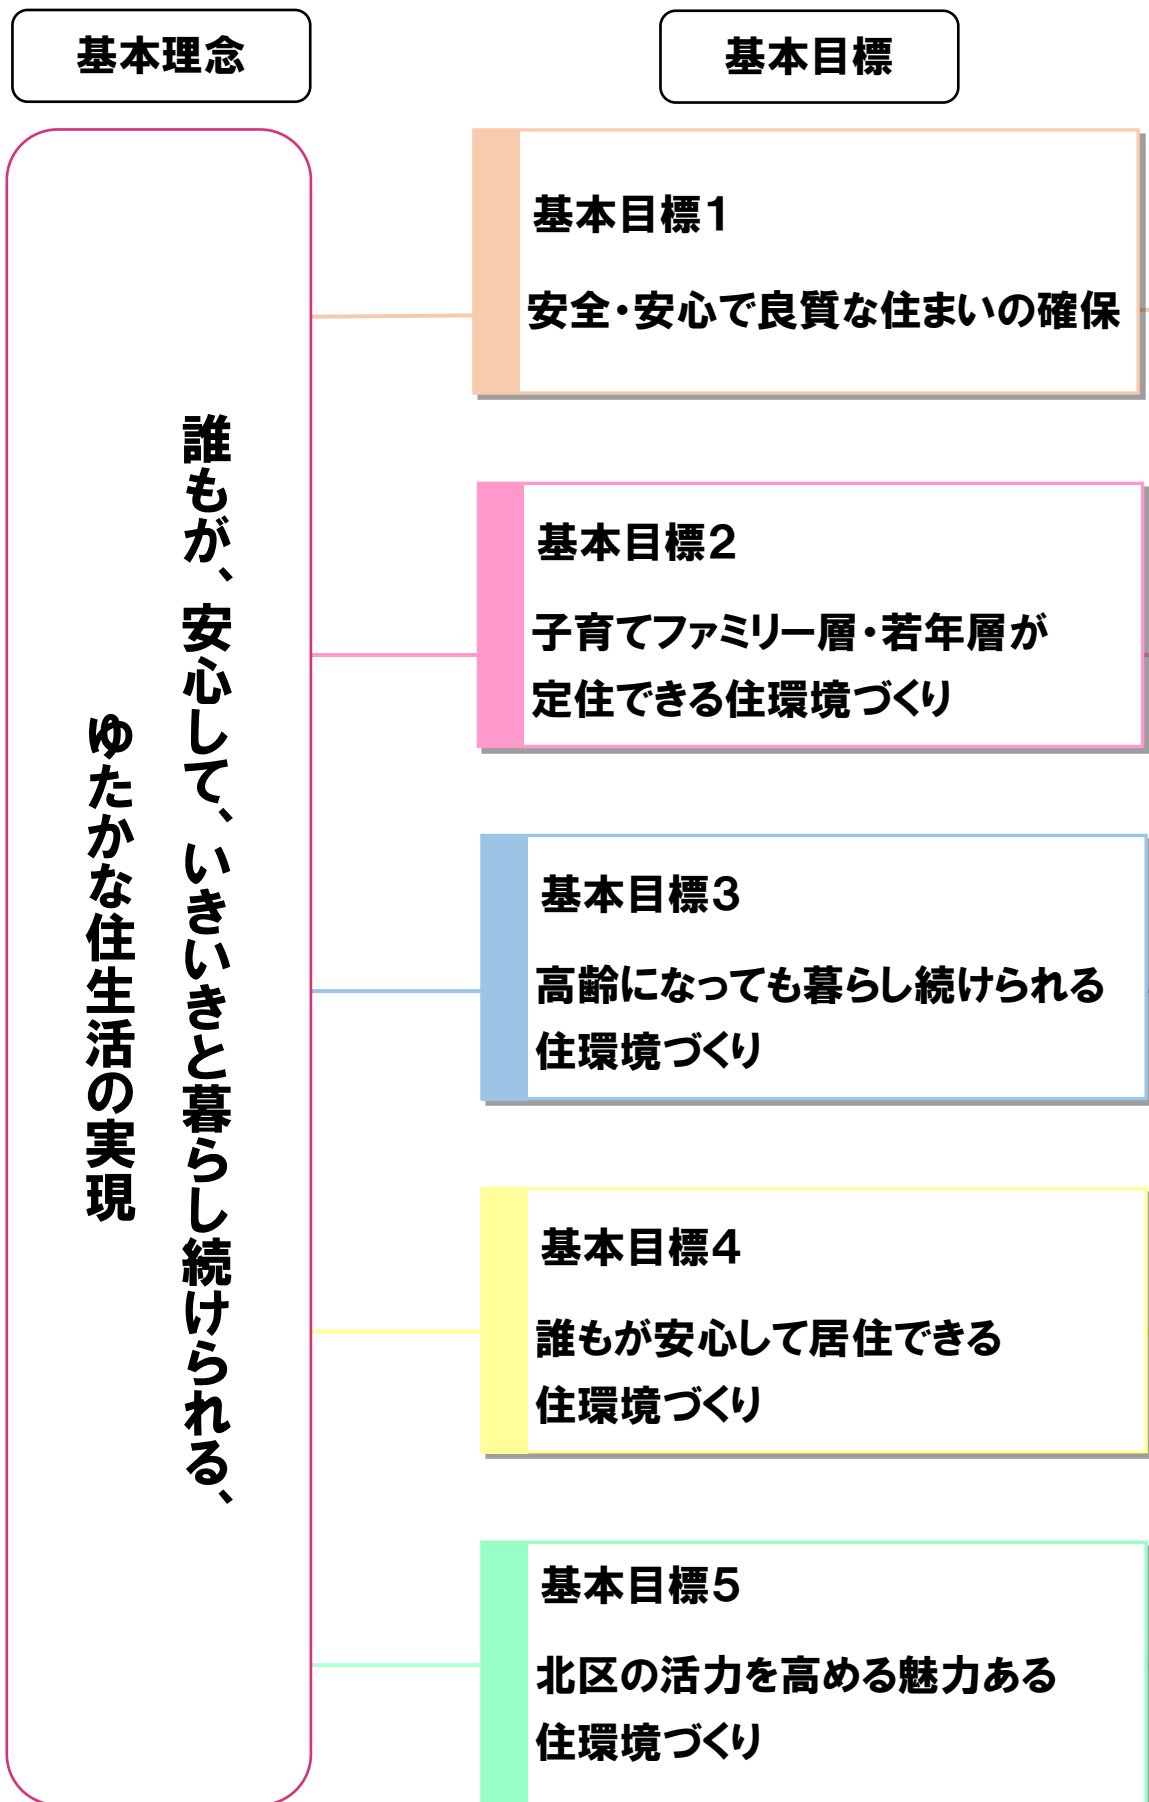 基本理念
基本目標
誰もが、安心して、いきいきと暮らし続けられる、
ゆたかな住生活の実現
基本目標1
安全・安心で良質な住まいの確保
基本目標2
子育てファミリー層・若年層が
定住できる住環境づくり
基本目標3
高齢になっても暮らし続けられる
住環境づくり
基本目標4
誰もが安心して居住できる
住環境づくり
基本目標5
北区の活力を高める魅力ある
住環境づくり